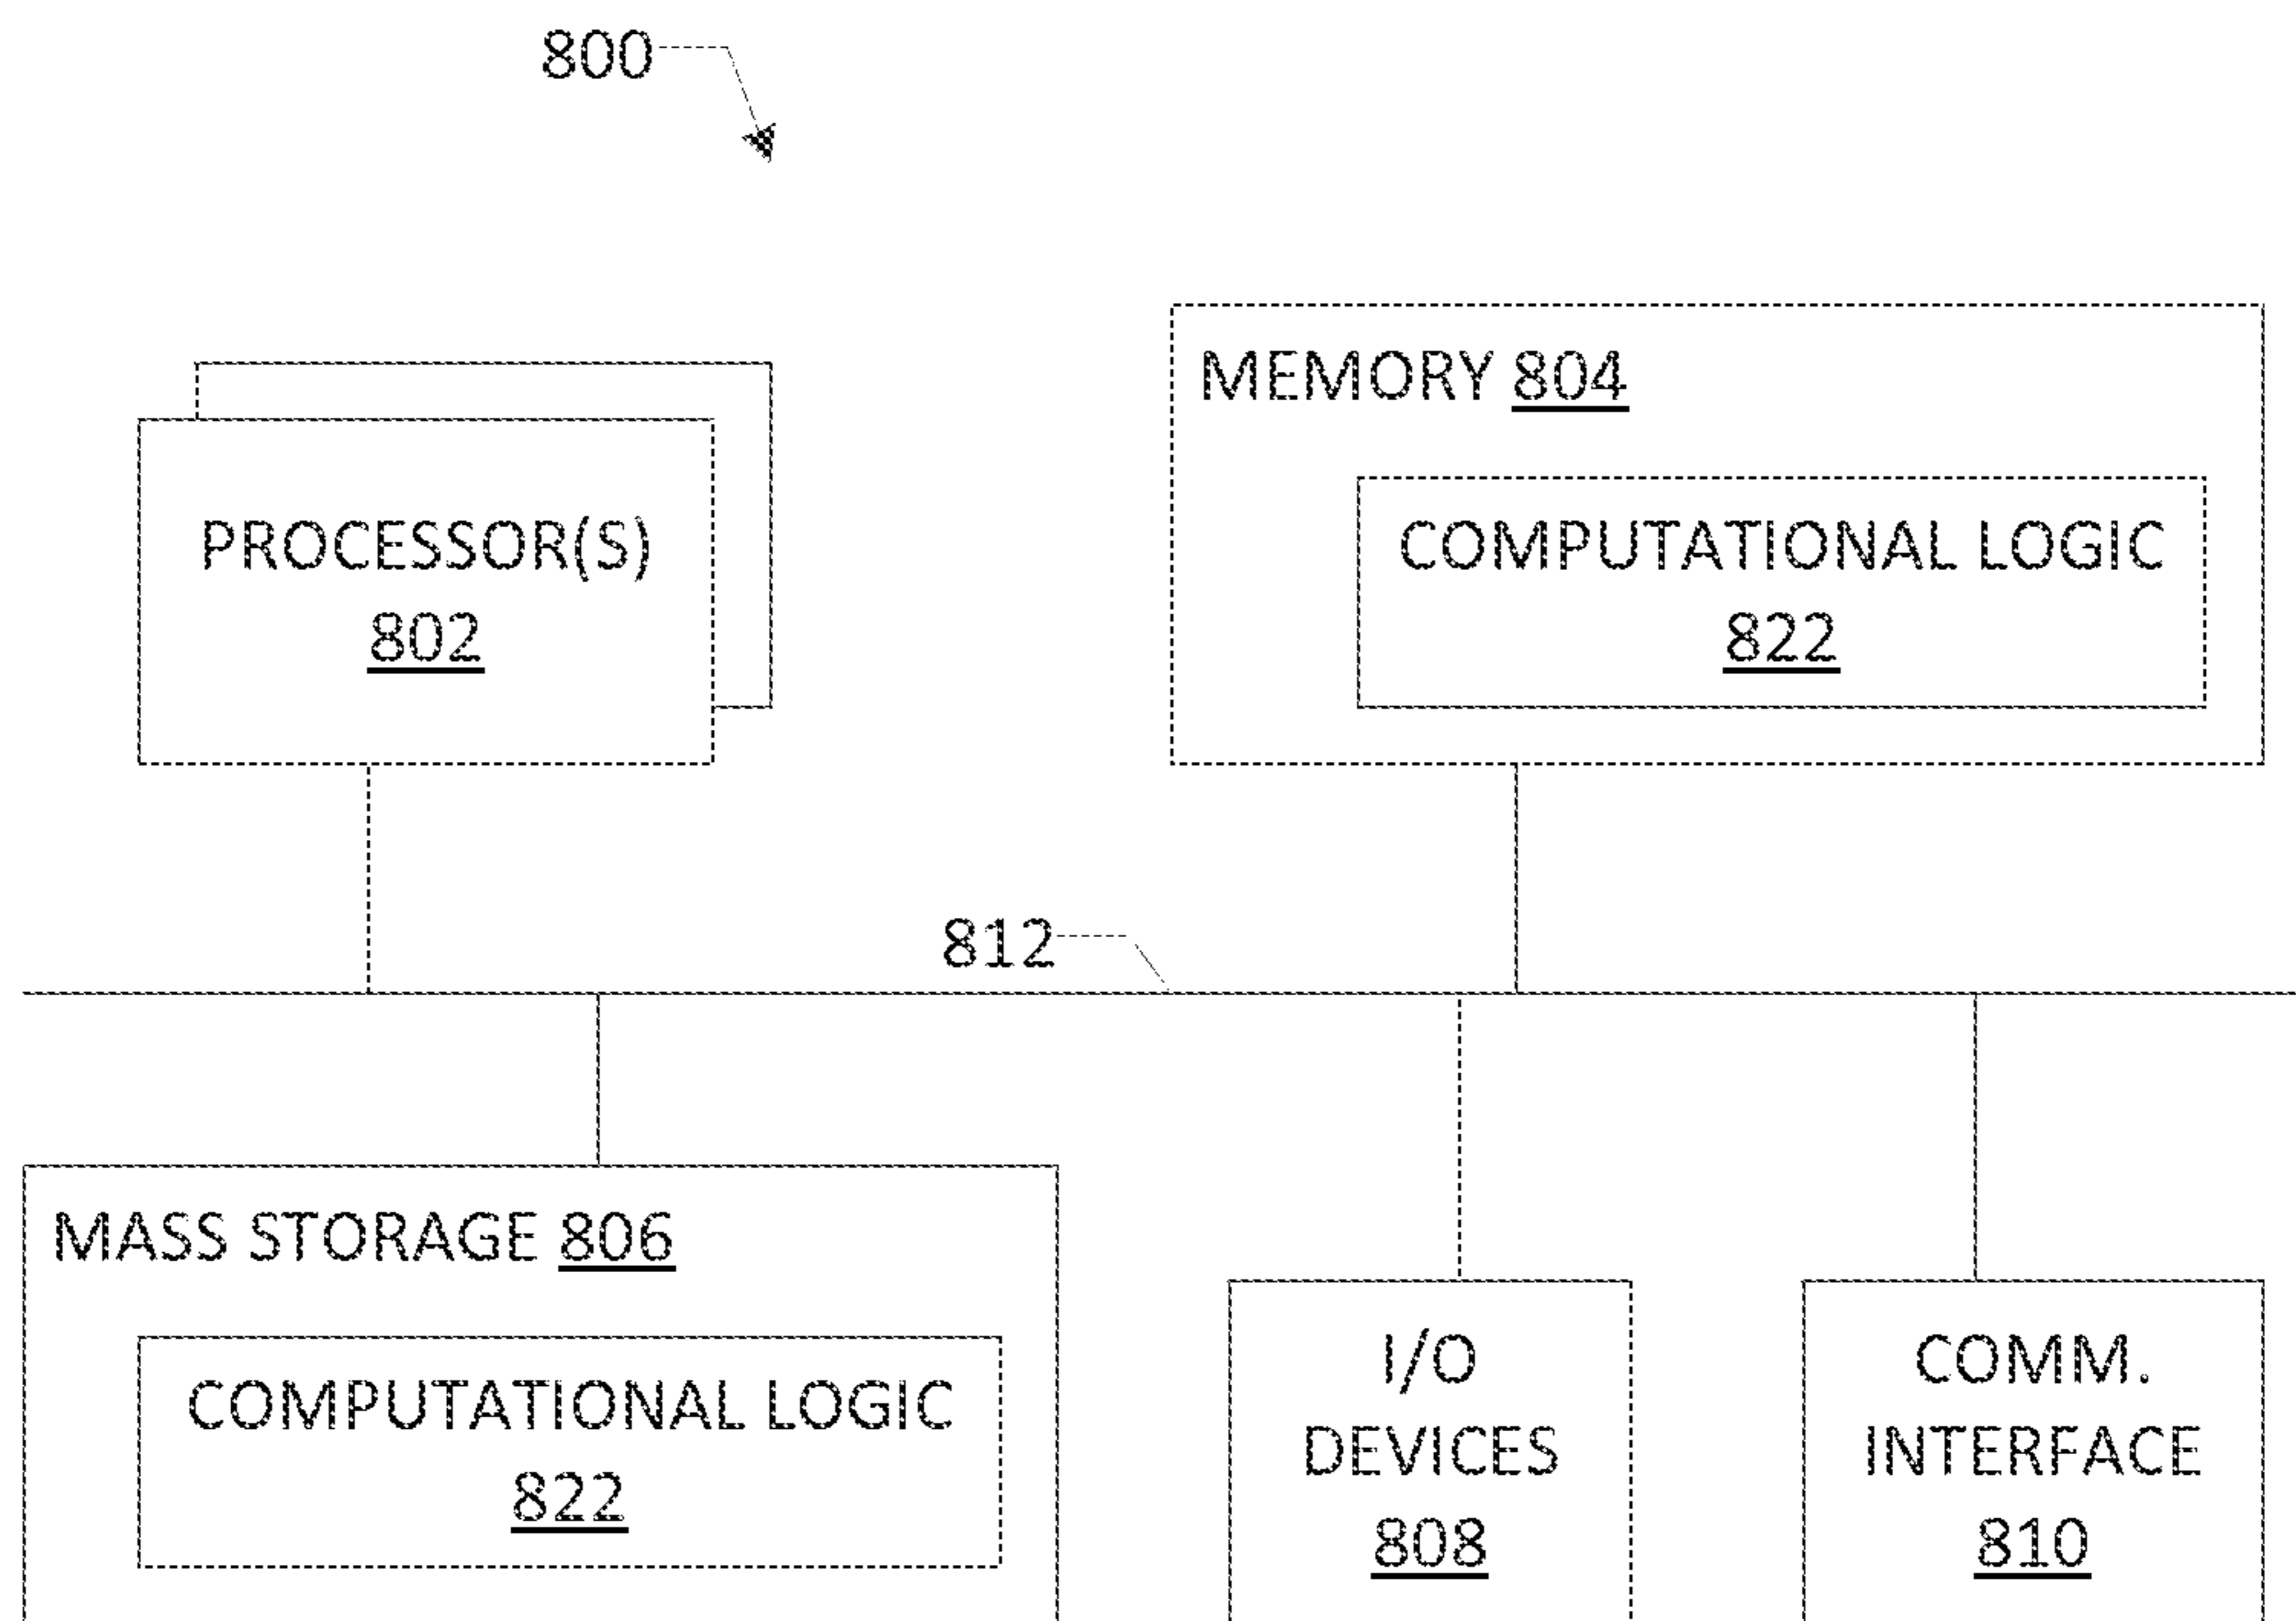 800
MEMORY 804
PROCESSOR(S)
802
COMPUTATIONAL LOGIC
822
812
MASS STORAGE 806
COMPUTATIONAL LOGIC
822
I/O
DEVICES
808
COMM.
INTERFACE
810